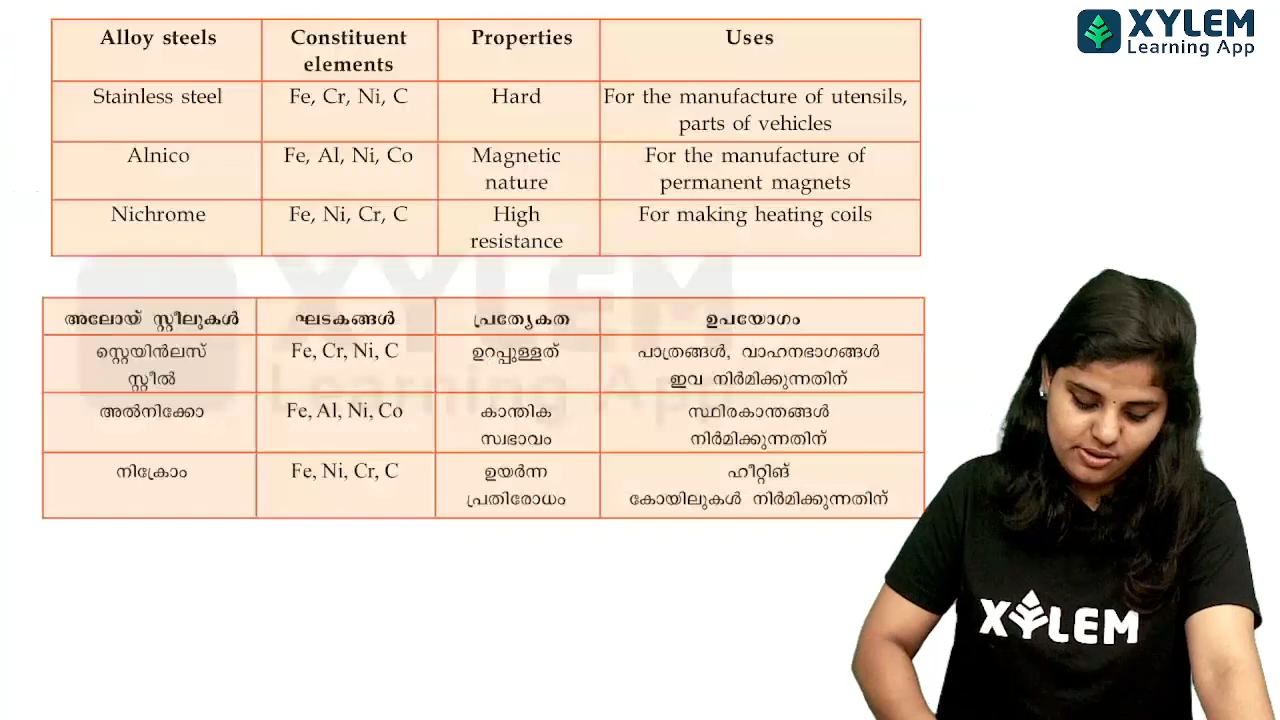 XYLEM
Learning App
Alloy steels Constituent elements Properties Uses
Stainless steel Fe, Cr, Ni, C Hard For the manufacture of utensils, parts of vehicles
Alnico Fe, Al, Ni, Co Magnetic nature For the manufacture of permanent magnets
Nichrome Fe, Ni, Cr, C High resistance For making heating coils
XYLEM
Learning App
അലോയ് സ്റ്റീലുകൾ ഘടകങ്ങൾ പ്രത്യേകത ഉപയോഗം
സ്റ്റെയിൻലസ് സ്റ്റീൽ Fe, Cr, Ni, C ഉറപ്പുള്ളത് പാത്രങ്ങൾ, വാഹനഭാഗങ്ങൾ ഇവ നിർമിക്കുന്നതിന്
അൽനിക്കോ Fe, Al, Ni, Co കാന്തിക സ്വഭാവം സ്ഥിരകാന്തങ്ങൾ നിർമിക്കുന്നതിന്
നിക്രോം Fe, Ni, Cr, C ഉയർന്ന പ്രതിരോധം ഹീറ്റിങ് കോയിലുകൾ നിർമിക്കുന്നതിന്
XYLEM